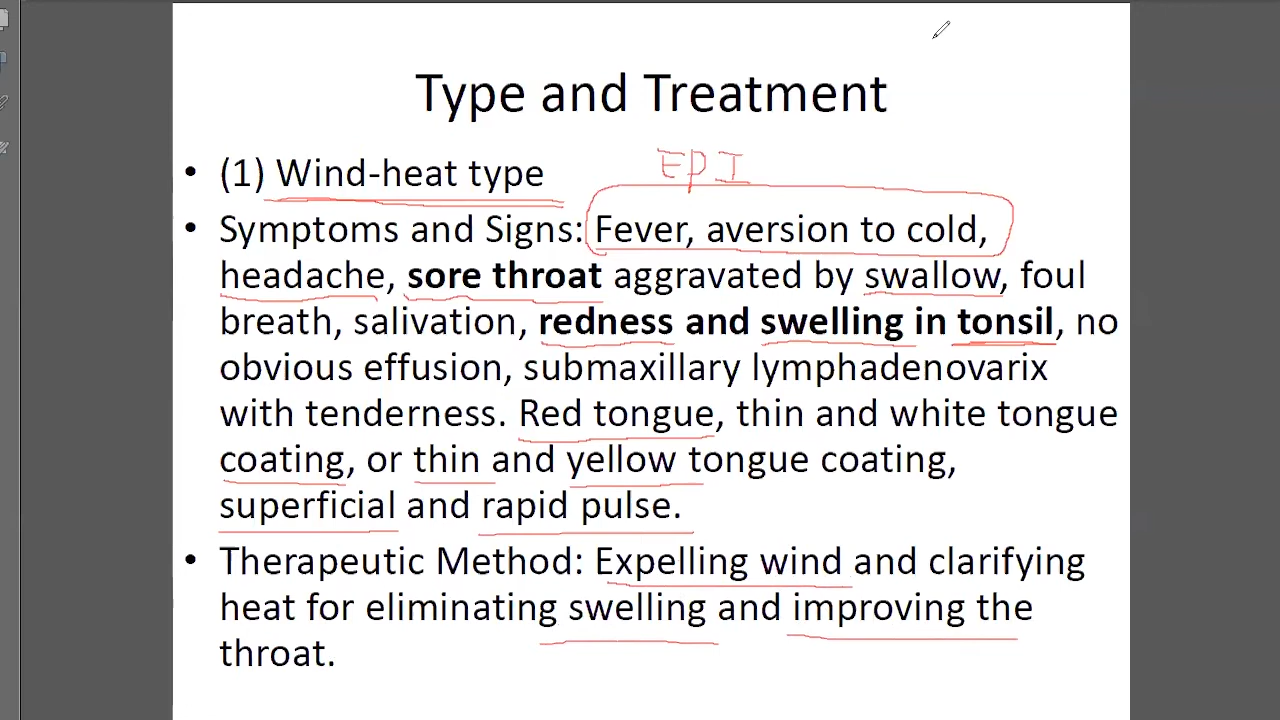 Type and Treatment
• (1) Wind-heat type
EPI
• Symptoms and Signs: Fever, aversion to cold,
headache, sore throat aggravated by swallow, foul
breath, salivation, redness and swelling in tonsil, no
obvious effusion, submaxillary lymphadenovarix
with tenderness. Red tongue, thin and white tongue
coating, or thin and yellow tongue coating,
superficial and rapid pulse.
• Therapeutic Method: Expelling wind and clarifying
heat for eliminating swelling and improving the
throat.